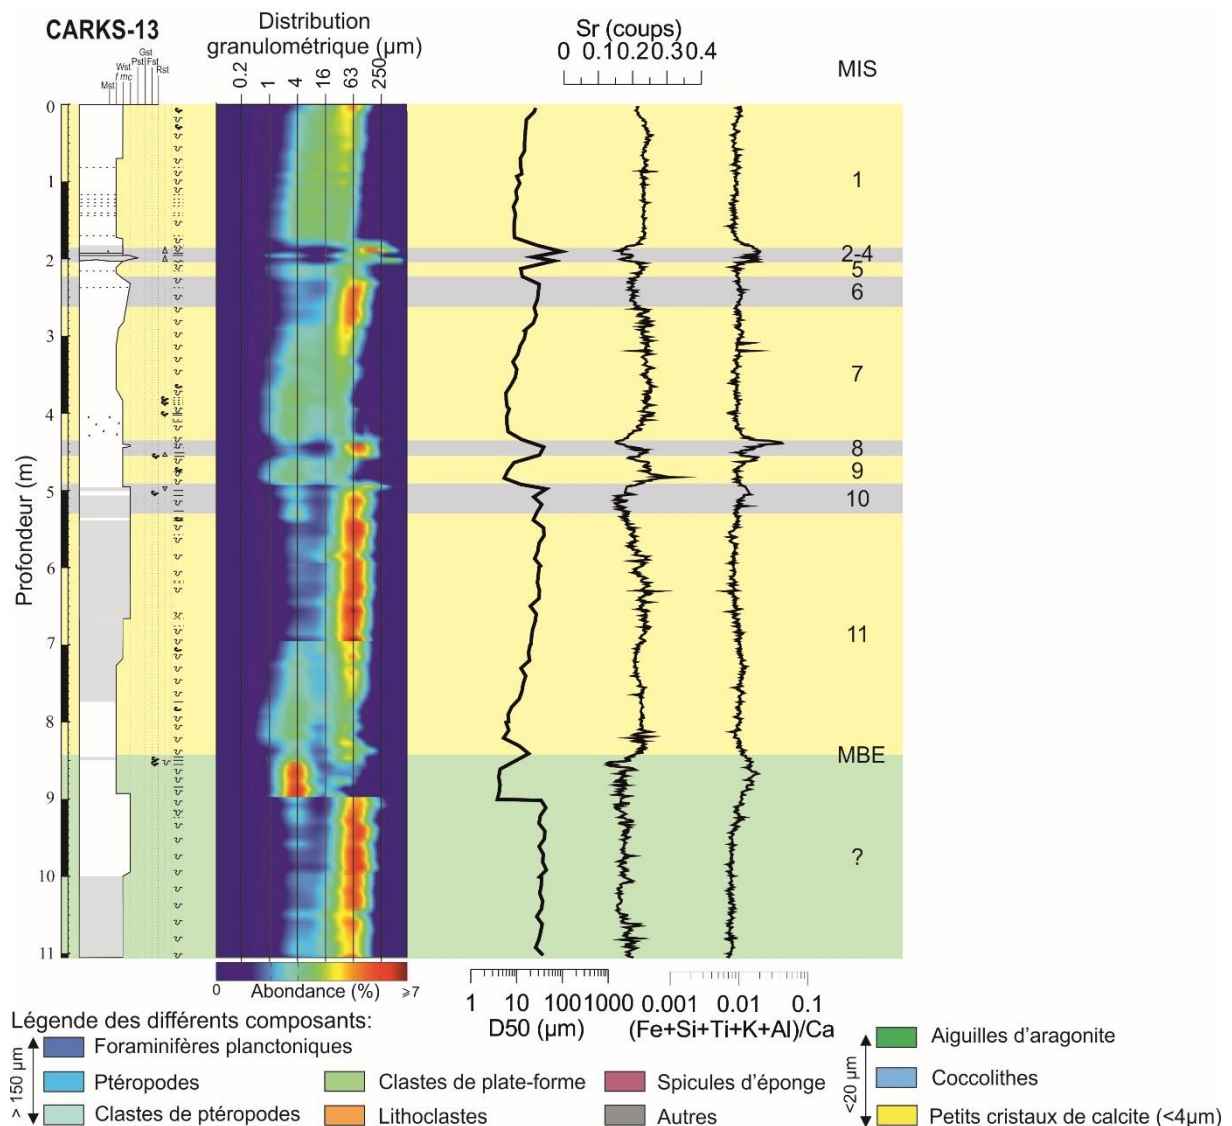 CARKS-13
Distribution
granulométrique (µm)
Sr (coups)
0 0.1 0.2 0.3 0.4
MIS
Mst Wst f mc Pst Gst Fst Rst
0.2 1 4 16 63 250
0
1
2
3
4
5
6
7
8
9
10
11
Profondeur (m)
1
2-4
5
6
7
8
9
10
11
MBE
?
0 Abondance (%) ≥7
1 10 100 1000
D50 (µm)
0.001 0.01 0.1
(Fe+Si+Ti+K+Al)/Ca
Légende des différents composants:
> 150 µm
Foraminifères planctoniques
Ptéropodes
Clastes de ptéropodes
Clastes de plate-forme
Lithoclastes
Spicules d'éponge
Autres
<20 µm
Aiguilles d'aragonite
Coccolithes
Petits cristaux de calcite (<4µm)